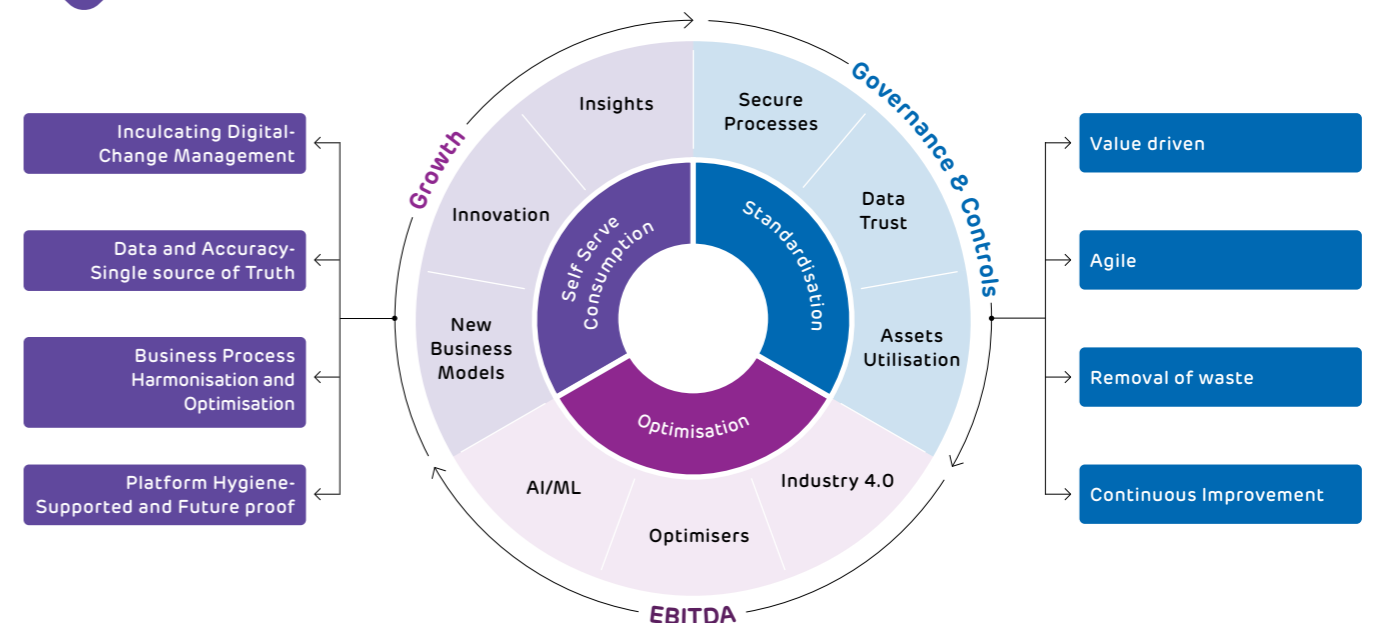 Inculcating Digital-
Change Management
Data and Accuracy-
Single source of Truth
Business Process
Harmonisation and
Optimisation
Platform Hygiene-
Supported and Future proof
Growth
Insights
Innovation
New
Business
Models
Self Serve
Consumption
Governance & Controls
Secure
Processes
Data
Trust
Assets
Utilisation
Standardisation
Optimisation
AI/ML
Optimisers
Industry 4.0
EBITDA
Value driven
Agile
Removal of waste
Continuous Improvement